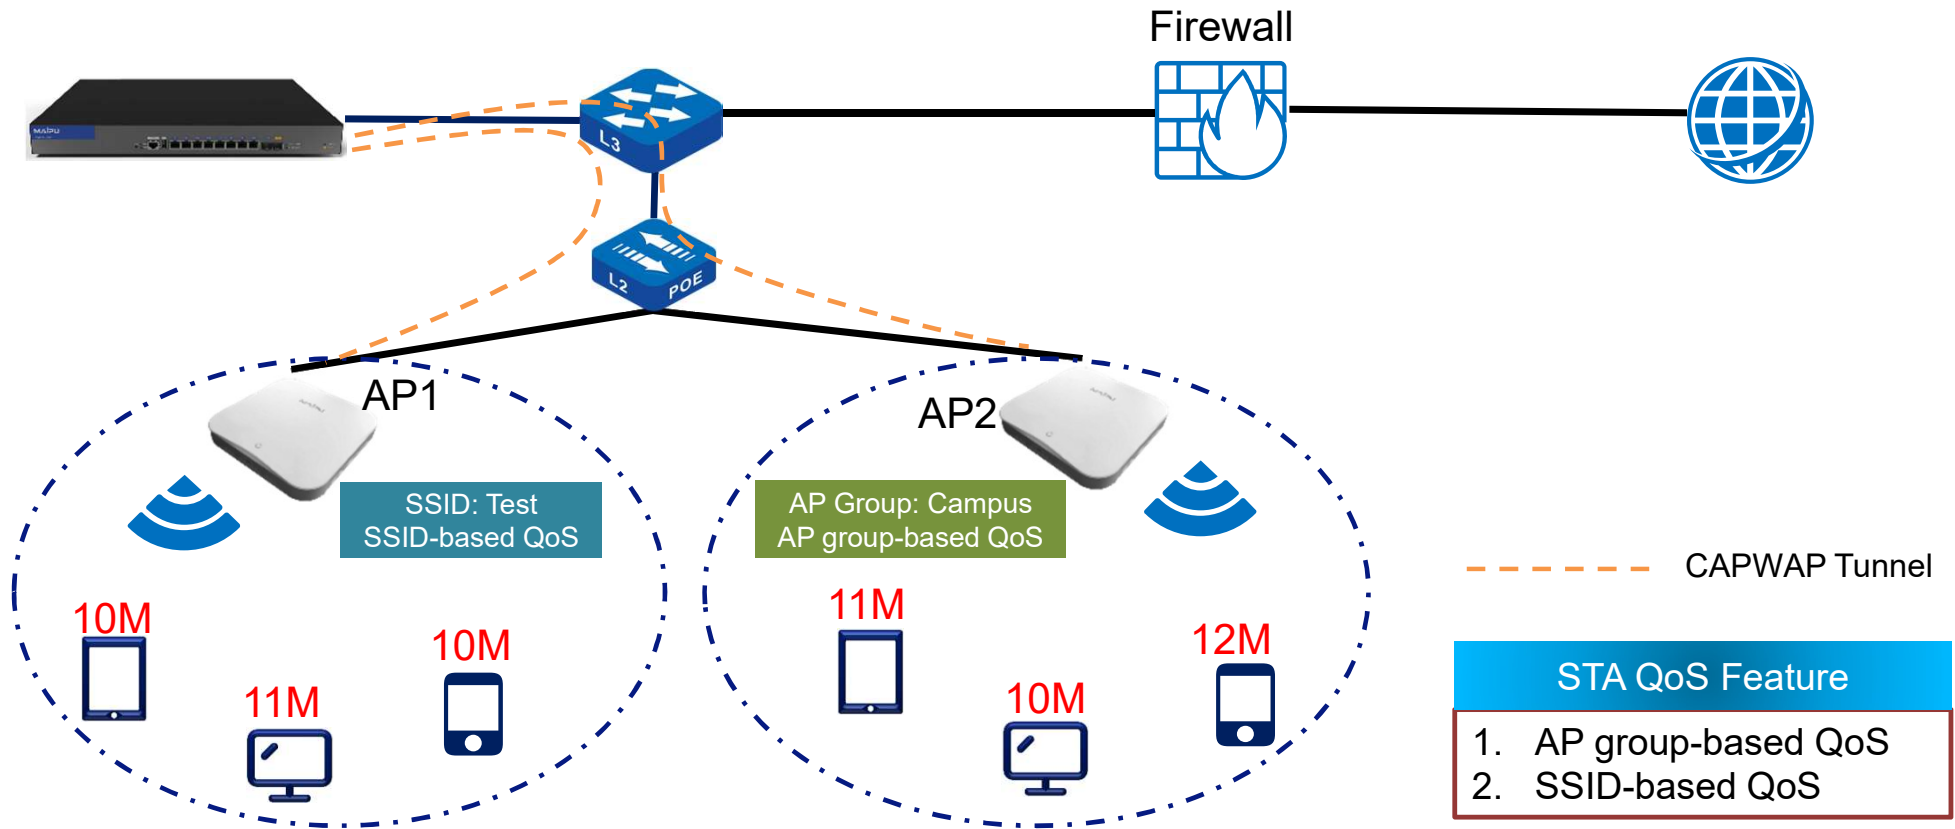 Firewall
MAIPU
L3
L2
POE
AP1
AP2
SSID: Test
SSID-based QoS
AP Group: Campus
AP group-based QoS
CAPWAP Tunnel
10M
11M
10M
11M
10M
12M
STA QoS Feature
1. AP group-based QoS
2. SSID-based QoS